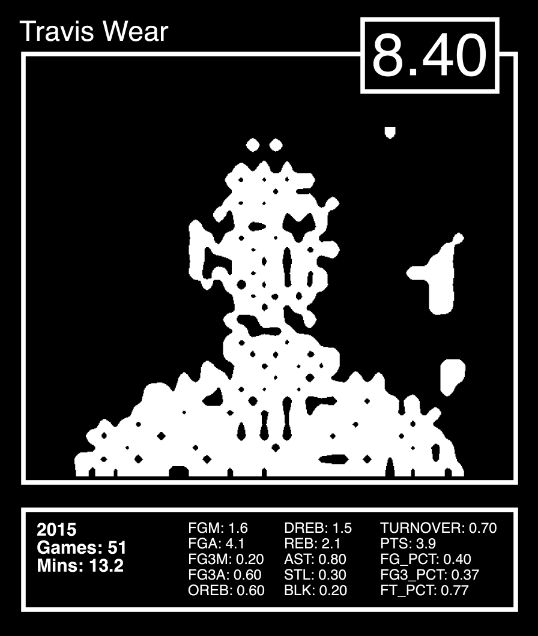 Travis Wear
8.40
2015
Games: 51
Mins: 13.2
FGM: 1.6
FGA: 4.1
FG3M: 0.20
FG3A: 0.60
OREB: 0.60
DREB: 1.5
REB: 2.1
AST: 0.80
STL: 0.30
BLK: 0.20
TURNOVER: 0.70
PTS: 3.9
FG_PCT: 0.40
FG3_PCT: 0.37
FT_PCT: 0.77